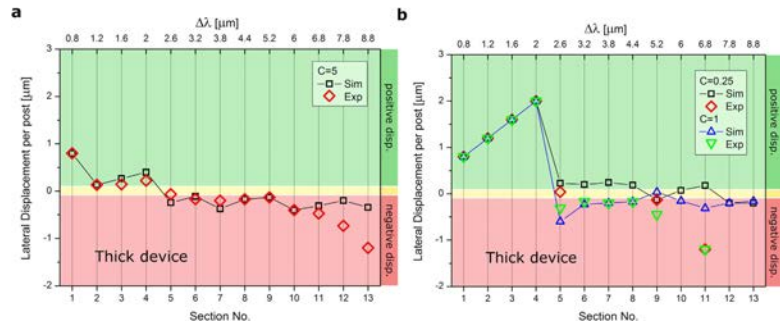 a
Δλ [μm]
0.8 1.2 1.6 2 2.6 3.2 3.8 4.4 5.2 6 6.8 7.8 8.8
3
2
1
0
-1
-2
Lateral Displacement per post [μm]
C=5
Sim
Exp
positive disp.
negative disp.
Thick device
1 2 3 4 5 6 7 8 9 10 11 12 13
Section No.
b
Δλ [μm]
0.8 1.2 1.6 2 2.6 3.2 3.8 4.4 5.2 6 6.8 7.8 8.8
3
2
1
0
-1
-2
Lateral Displacement per post [μm]
C=0.25
Sim
Exp
C=1
Sim
Exp
positive disp.
negative disp.
Thick device
1 2 3 4 5 6 7 8 9 10 11 12 13
Section No.